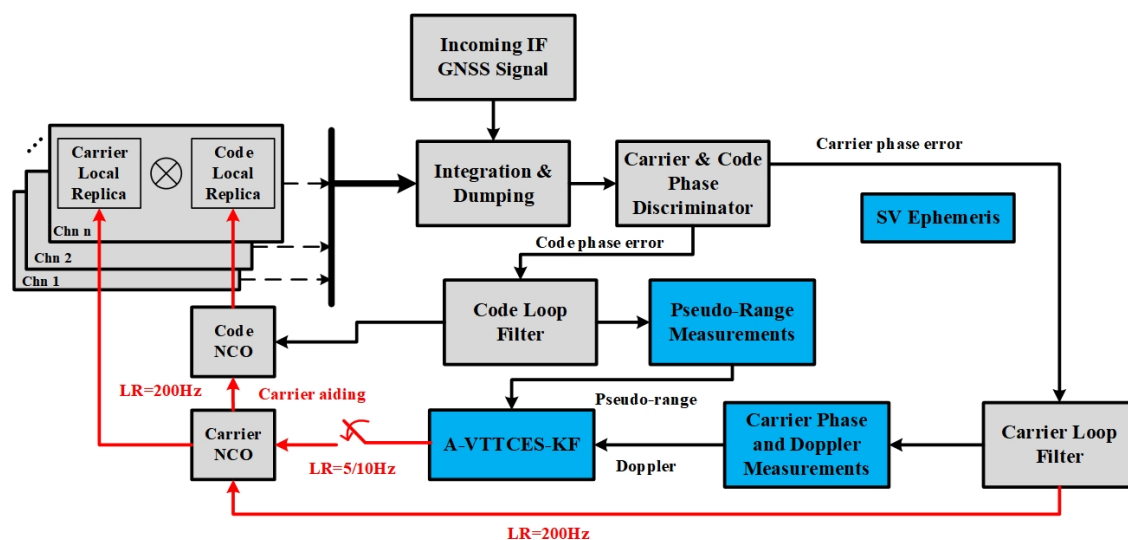 Incoming IF
GNSS Signal
Carrier
Local
Replica
Code
Local
Replica
Chn n
Chn 2
Chn 1
Integration &
Dumping
Carrier & Code
Phase
Discriminator
Carrier phase error
SV Ephemeris
Code phase error
Code Loop
Filter
Pseudo-Range
Measurements
Code
NCO
LR=200Hz
Carrier aiding
Pseudo-range
Carrier
NCO
LR=5/10Hz
A-VTTCES-KF
Doppler
Carrier Phase
and Doppler
Measurements
Carrier Loop
Filter
LR=200Hz